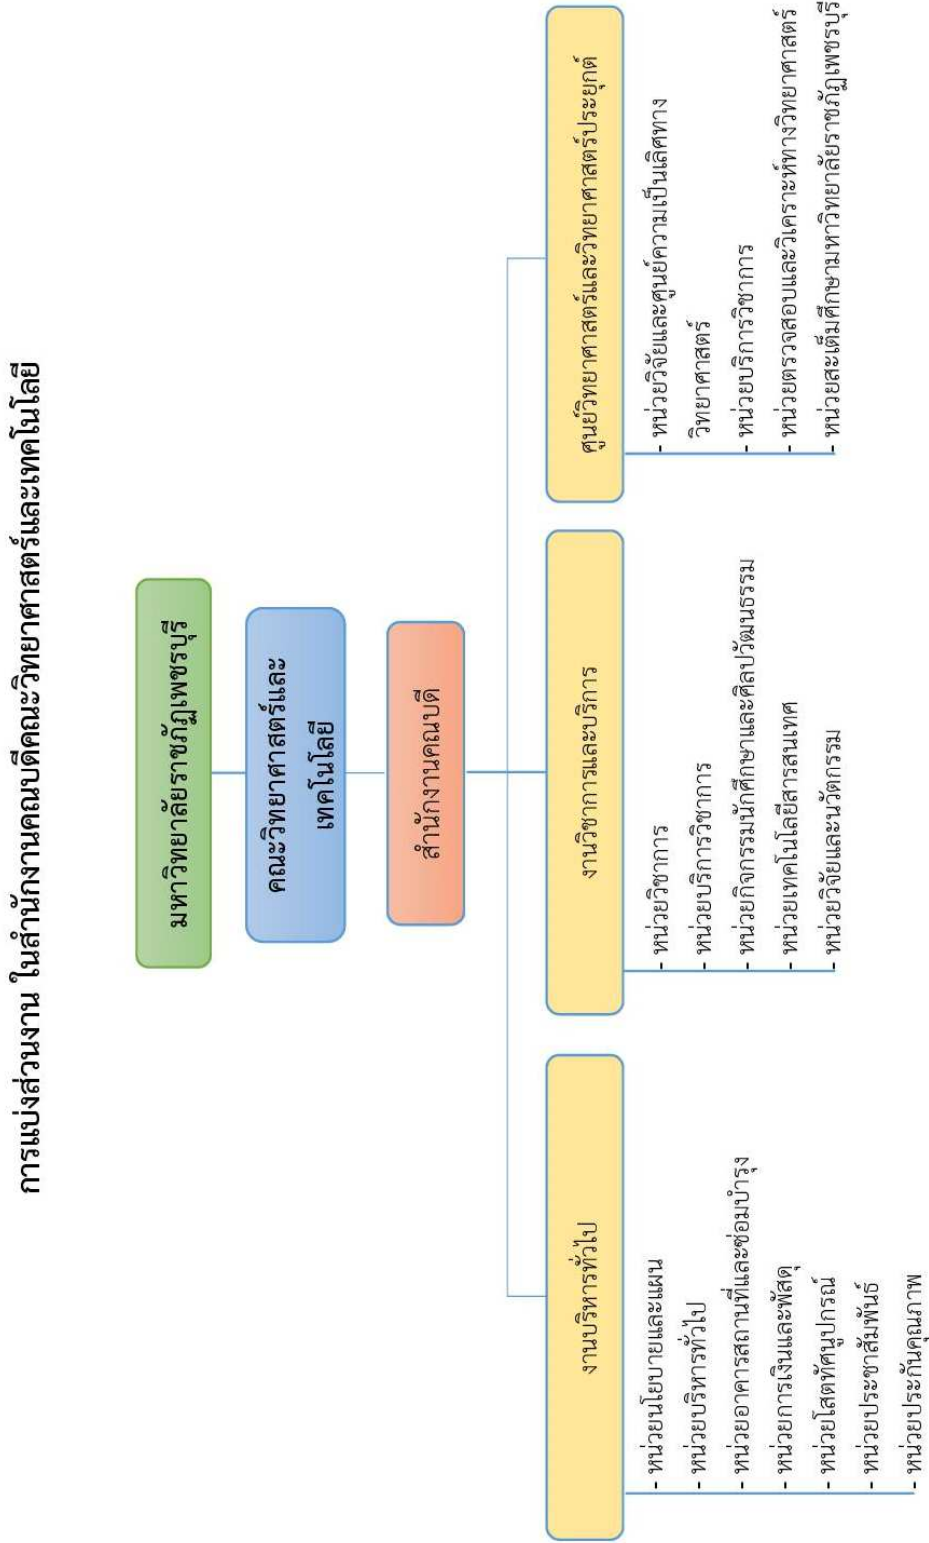 การแบ่งส่วนงาน ในสำนักงานคณบดีคณะวิทยาศาสตร์และเทคโนโลยี
มหาวิทยาลัยราชภัฏเพชรบุรี
คณะวิทยาศาสตร์และ
เทคโนโลยี
สำนักงานคณบดี
งานบริหารทั่วไป
- หน่วยนโยบายและแผน
- หน่วยบริหารทั่วไป
- หน่วยอาคารสถานที่และซ่อมบำรุง
- หน่วยการเงินและพัสดุ
- หน่วยโสตทัศนูปกรณ์
- หน่วยประชาสัมพันธ์
- หน่วยประกันคุณภาพ
งานวิชาการและบริการ
- หน่วยวิชาการ
- หน่วยบริการวิชาการ
- หน่วยกิจกรรมนักศึกษาและศิลปวัฒนธรรม
- หน่วยเทคโนโลยีสารสนเทศ
- หน่วยวิจัยและนวัตกรรม
ศูนย์วิทยาศาสตร์และวิทยาศาสตร์ประยุกต์
- หน่วยวิจัยและศูนย์ความเป็นเลิศทาง
วิทยาศาสตร์
- หน่วยบริการวิชาการ
- หน่วยตรวจสอบและวิเคราะห์ทางวิทยาศาสตร์
- หน่วยสะเต็มศึกษามหาวิทยาลัยราชภัฏเพชรบุรี